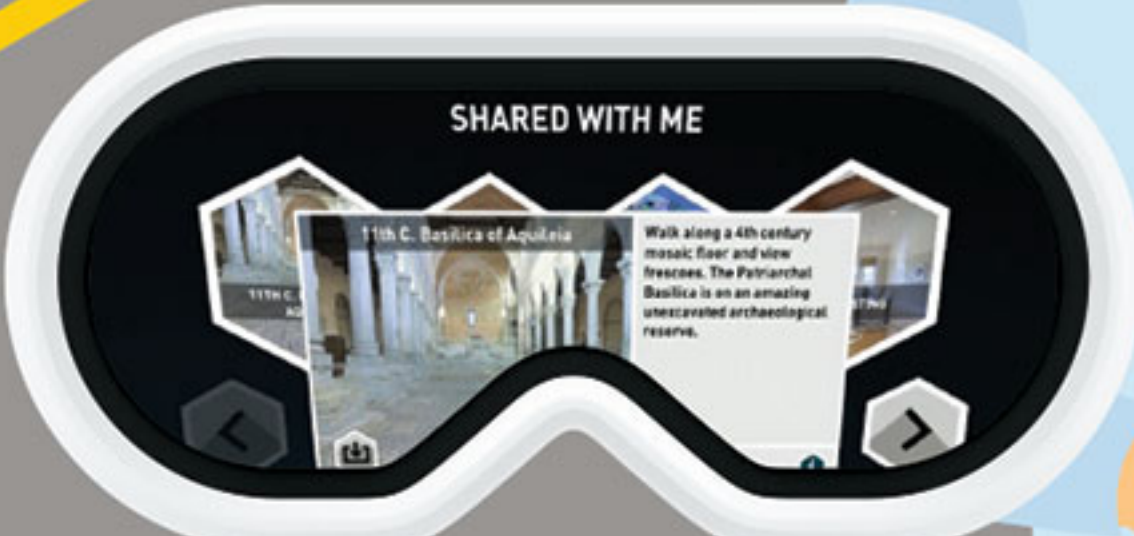 SHARED WITH ME
11th C. Basilica of Aquileia
Walk along a 4th century
mosaic floor and view
frescoes. The Patriarchal
Basilica is on an amazing
unexcavated archaeological
reserve.
11TH C.